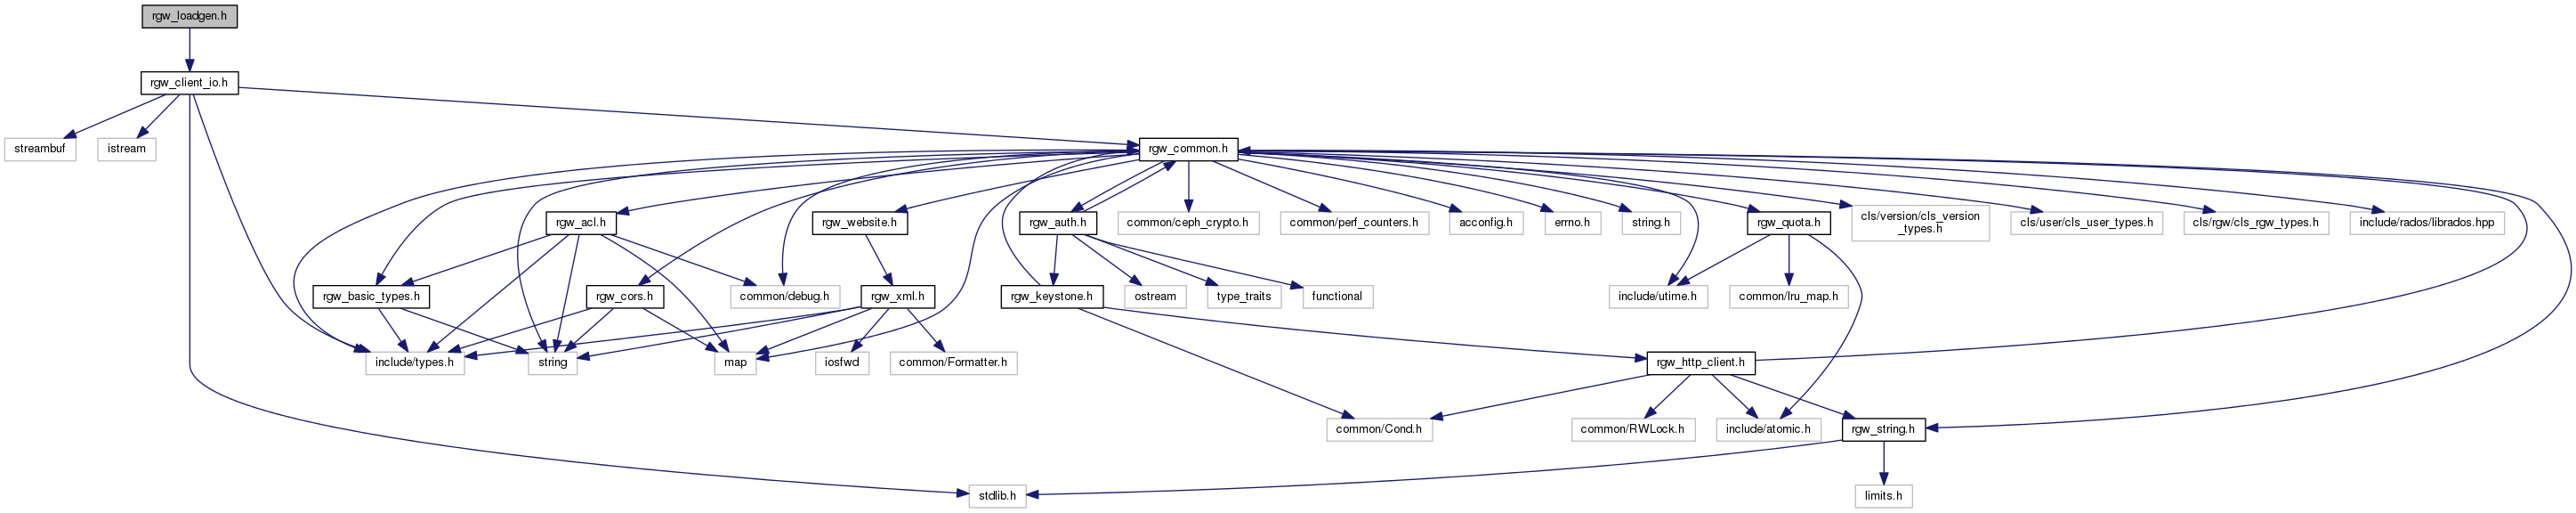 rgw_loadgen.h
rgw_client_io.h
streambuf
istream
rgw_common.h
rgw_acl.h
rgw_website.h
rgw_auth.h
common/ceph_crypto.h
common/perf_counters.h
acconfig.h
errno.h
string.h
rgw_quota.h
cls/version/cls_version
_types.h
cls/user/cls_user_types.h
cls/rgw/cls_rgw_types.h
include/rados/librados.hpp
rgw_basic_types.h
rgw_cors.h
common/debug.h
rgw_xml.h
rgw_keystone.h
ostream
type_traits
functional
include/utime.h
common/lru_map.h
include/types.h
string
map
iosfwd
common/Formatter.h
rgw_http_client.h
common/Cond.h
common/RWLock.h
include/atomic.h
rgw_string.h
stdlib.h
limits.h